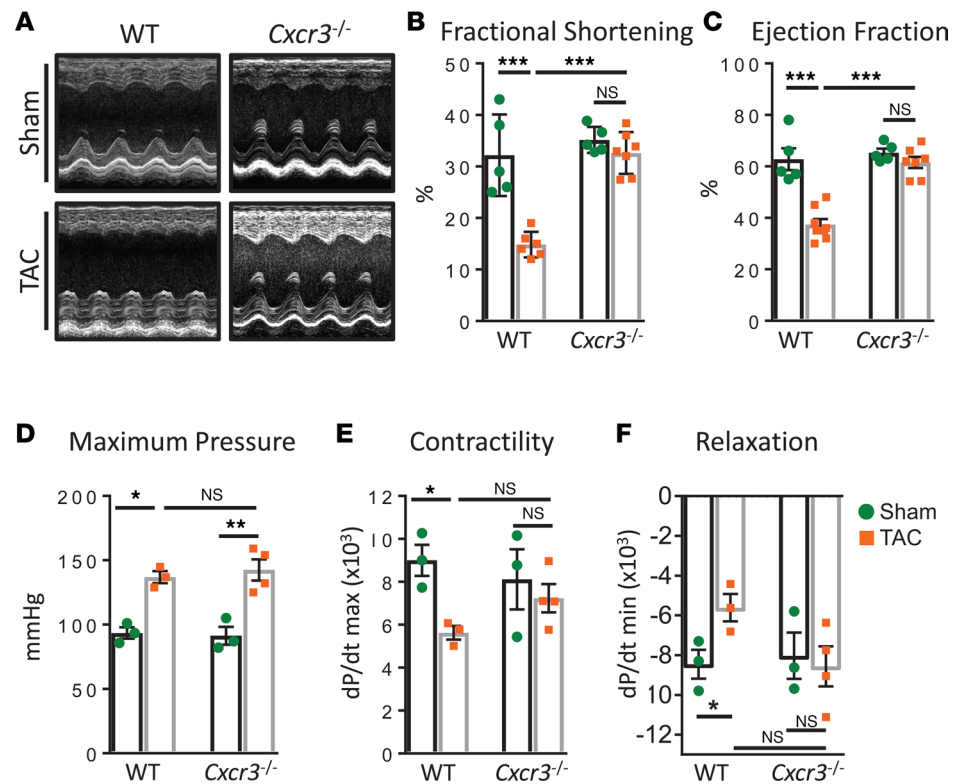 A
WT
Cxcr3-/-
Sham
TAC
B
Fractional Shortening
***
***
NS
50
40
30
20
10
0
%
WT
Cxcr3-/-
C
Ejection Fraction
***
***
NS
100
80
60
40
20
0
%
WT
Cxcr3-/-
D
Maximum Pressure
*
NS
**
200
150
100
50
0
mmHg
WT
Cxcr3-/-
E
Contractility
*
NS
NS
12
10
8
6
4
2
0
dP/dt max (x10³)
WT
Cxcr3-/-
F
Relaxation
0
-2
-4
-6
-8
10
-12
dP/dt min (x10³)
*
NS
NS
WT
Cxcr3-/-
Sham
TAC